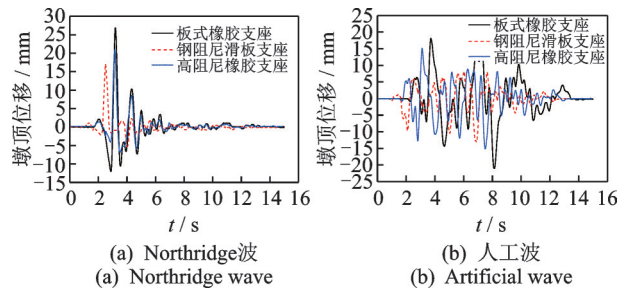 30
25
20
15
10
5
0
−5
−10
−15
墩顶位移 / mm
板式橡胶支座
钢阻尼滑板支座
高阻尼橡胶支座
0 2 4 6 8 10 12 14 16
t / s
(a) Northridge波
(a) Northridge wave
25
20
15
10
5
0
−5
−10
−15
−20
−25
墩顶位移 / mm
板式橡胶支座
钢阻尼滑板支座
高阻尼橡胶支座
0 2 4 6 8 10 12 14 16
t / s
(b) 人工波
(b) Artificial wave